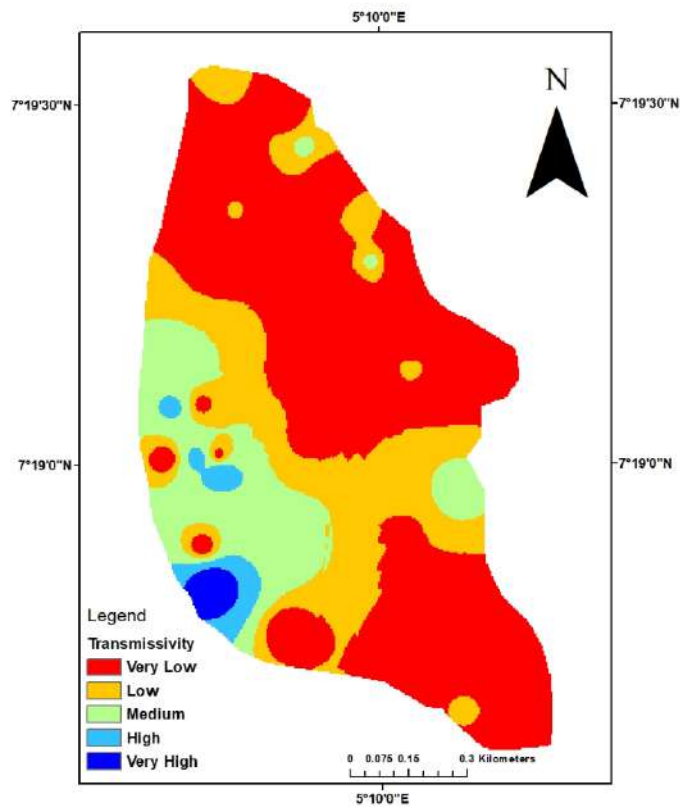 5°10'0"E
7°19'30"N
7°19'30"N
N
7°19'0"N
7°19'0"N
Legend
Transmissivity
Very Low
Low
Medium
High
Very High
0 0.075 0.15 0.3 Kilometers
5°10'0"E